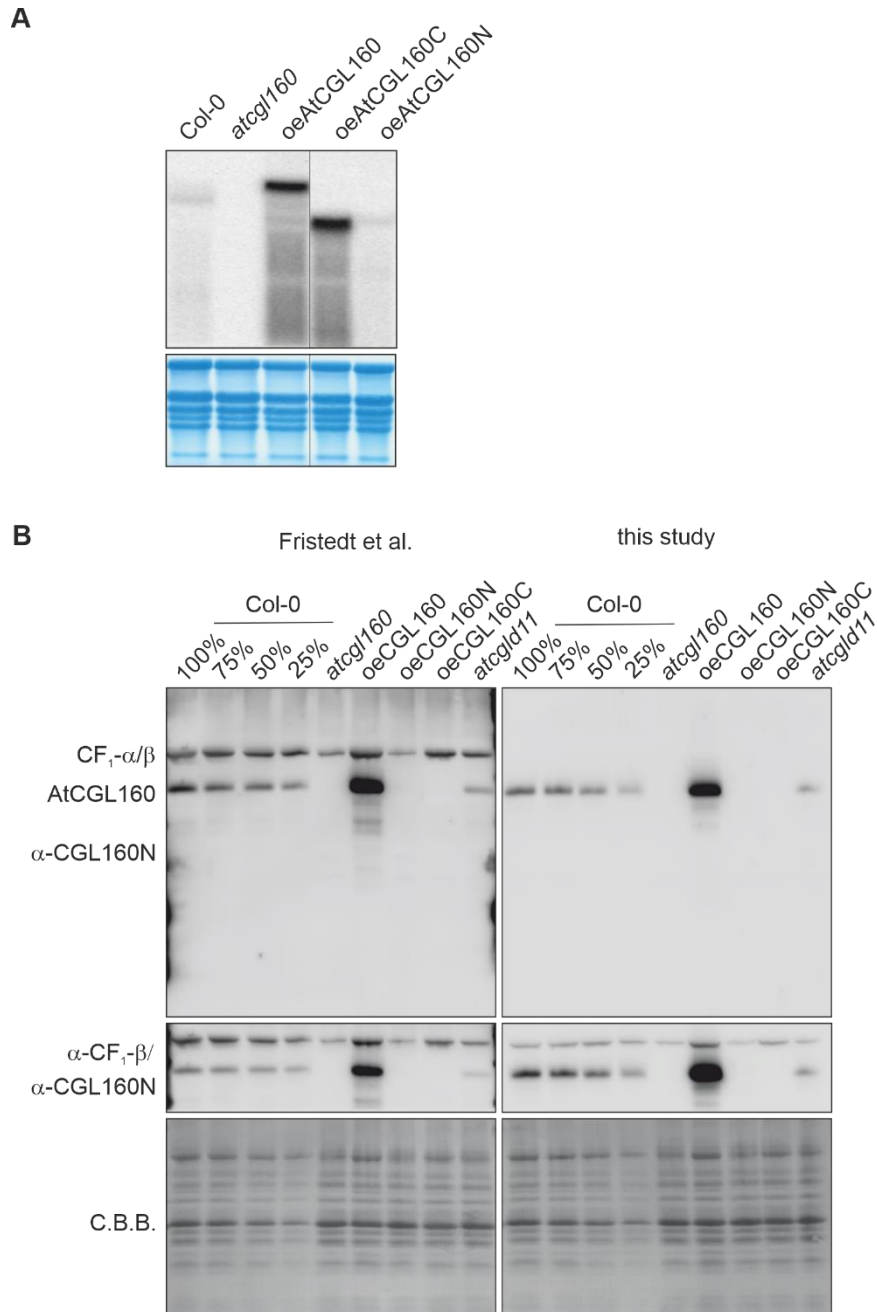 A
Col-0
atcgl160
oeAtCGL160
oeAtCGL160C
oeAtCGL160N
B
Fristedt et al.
this study
Col-0
Col-0
100%
75%
50%
25%
atcgl160
oeCGL160
oeCGL160N
oeCGL160C
atcgld11
100%
75%
50%
25%
atcgl160
oeCGL160
oeCGL160N
oeCGL160C
atcgld11
CF₁-α/β
AtCGL160
α-CGL160N
α-CF₁-β/
α-CGL160N
C.B.B.